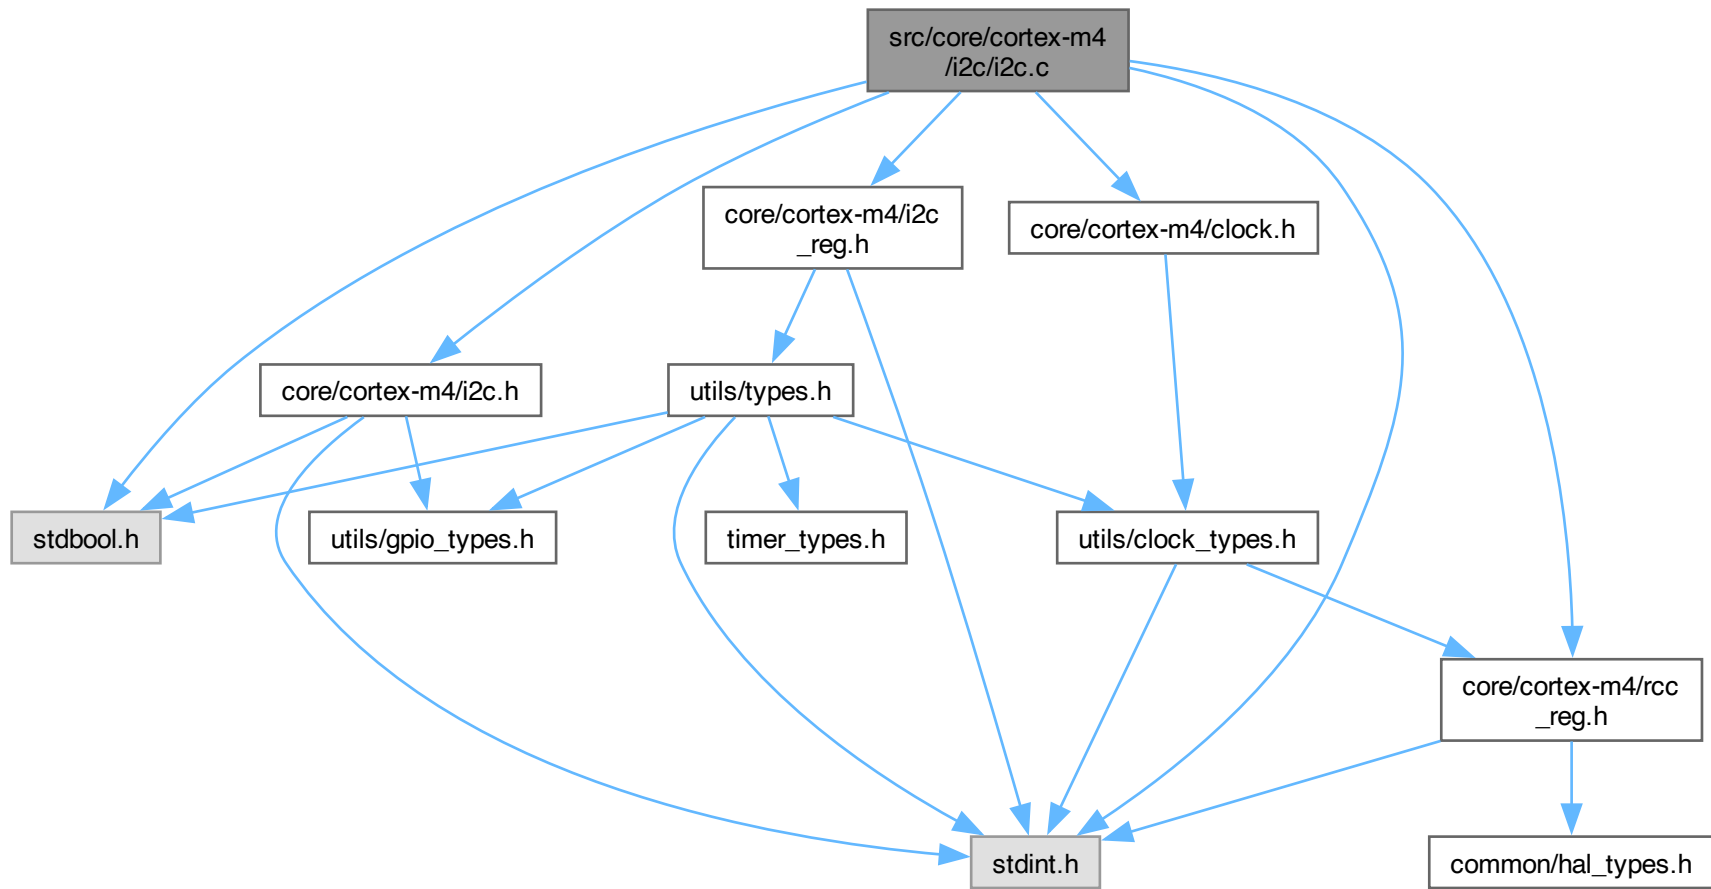 src/core/cortex-m4
/i2c/i2c.c
core/cortex-m4/i2c
_reg.h
core/cortex-m4/clock.h
core/cortex-m4/i2c.h
utils/types.h
stdbool.h
utils/gpio_types.h
timer_types.h
utils/clock_types.h
core/cortex-m4/rcc
_reg.h
stdint.h
common/hal_types.h